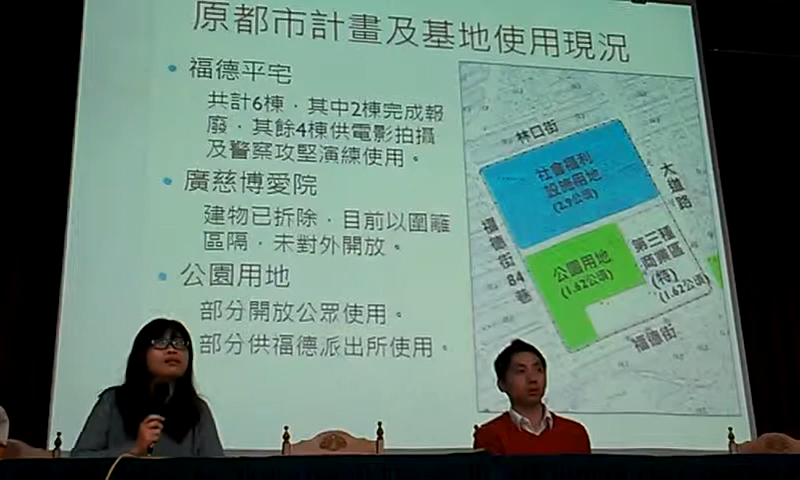 原都市計畫及基地使用現況
• 福德平宅
共計6棟，其中2棟完成報
廢，其餘4棟供電影拍攝
及警察攻堅演練使用。
• 廣慈博愛院
建物已拆除，目前以圍籬
區隔，未對外開放。
• 公園用地
部分開放公眾使用。
部分供福德派出所使用。
林口街
社會福利
設施用地
(2.9公頃)
大道路
福德街84巷
公園用地
(1.62公頃)
第三種
商業區
(特)
(1.62公頃)
福德街